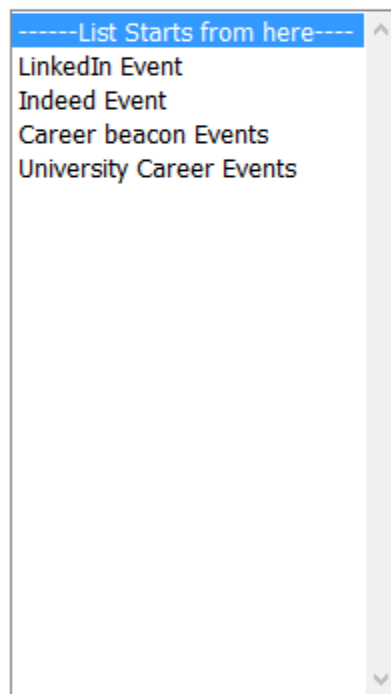 ------List Starts from here----
LinkedIn Event
Indeed Event
Career beacon Events
University Career Events